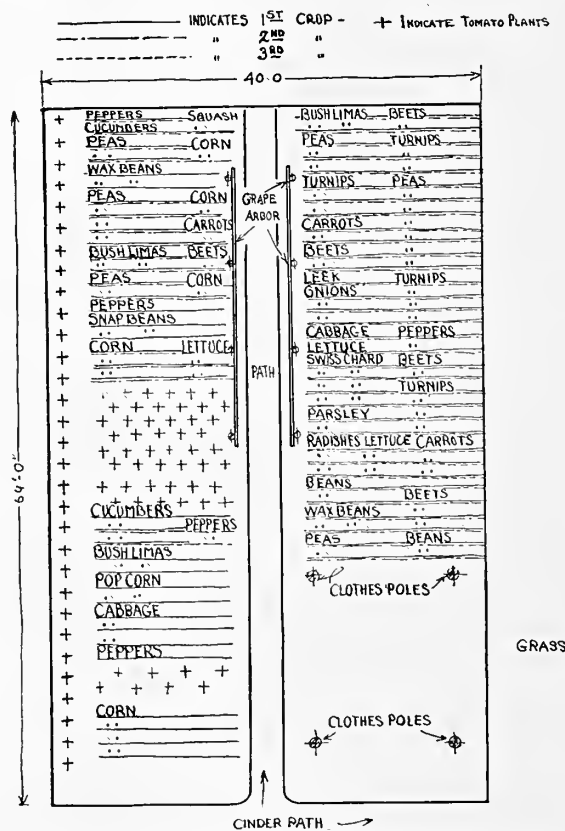 INDICATES 1ST CROP - + INDICATE TOMATO PLANTS
" 2ND "
" 3RD "
40.0
64'-0"
PEPPERS SQUASH
CUCUMBERS " "
PEAS CORN
" " " "
WAX BEANS
" " " "
PEAS CORN
" " " "
" " CARROTS
" " " "
BUSH LIMAS BEETS
" " " " " "
PEAS CORN
" " " "
PEPPERS
SNAP BEANS
" " " "
CORN LETTUCE
" " " "
" " " "
CUCUMBERS
" " PEPPERS
" " " "
BUSH LIMAS
" " " "
POP CORN
" " " "
CABBAGE
" "
PEPPERS
CORN
" "
" "
" "
GRAPE
ARBOR
PATH
BUSH LIMAS BEETS
" " " " " "
PEAS TURNIPS
" " " "
" " " "
TURNIPS PEAS
" " " "
" " " "
CARROTS " "
" " " "
BEETS " "
" " " "
LEEK TURNIPS
ONIONS " "
" " " "
" " " "
CABBAGE PEPPERS
LETTUCE " "
SWISS CHARD BEETS
" " " " " "
" " TURNIPS
" " " "
PARSLEY " "
" " " "
RADISHES LETTUCE CARROTS
" " " " " "
" " " "
BEANS " "
" " BEETS
WAX BEANS " "
" " " " " "
PEAS BEANS
" " " "
CLOTHES POLES
GRASS
CLOTHES POLES
CINDER PATH